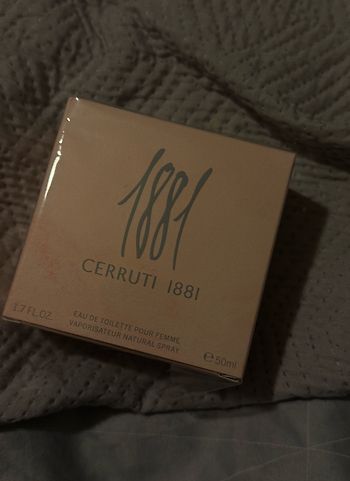 1881
CERRUTI 1881
1.7 FL.OZ.
EAU DE TOILETTE POUR FEMME
VAPORISATEUR NATURAL SPRAY
℮50ml